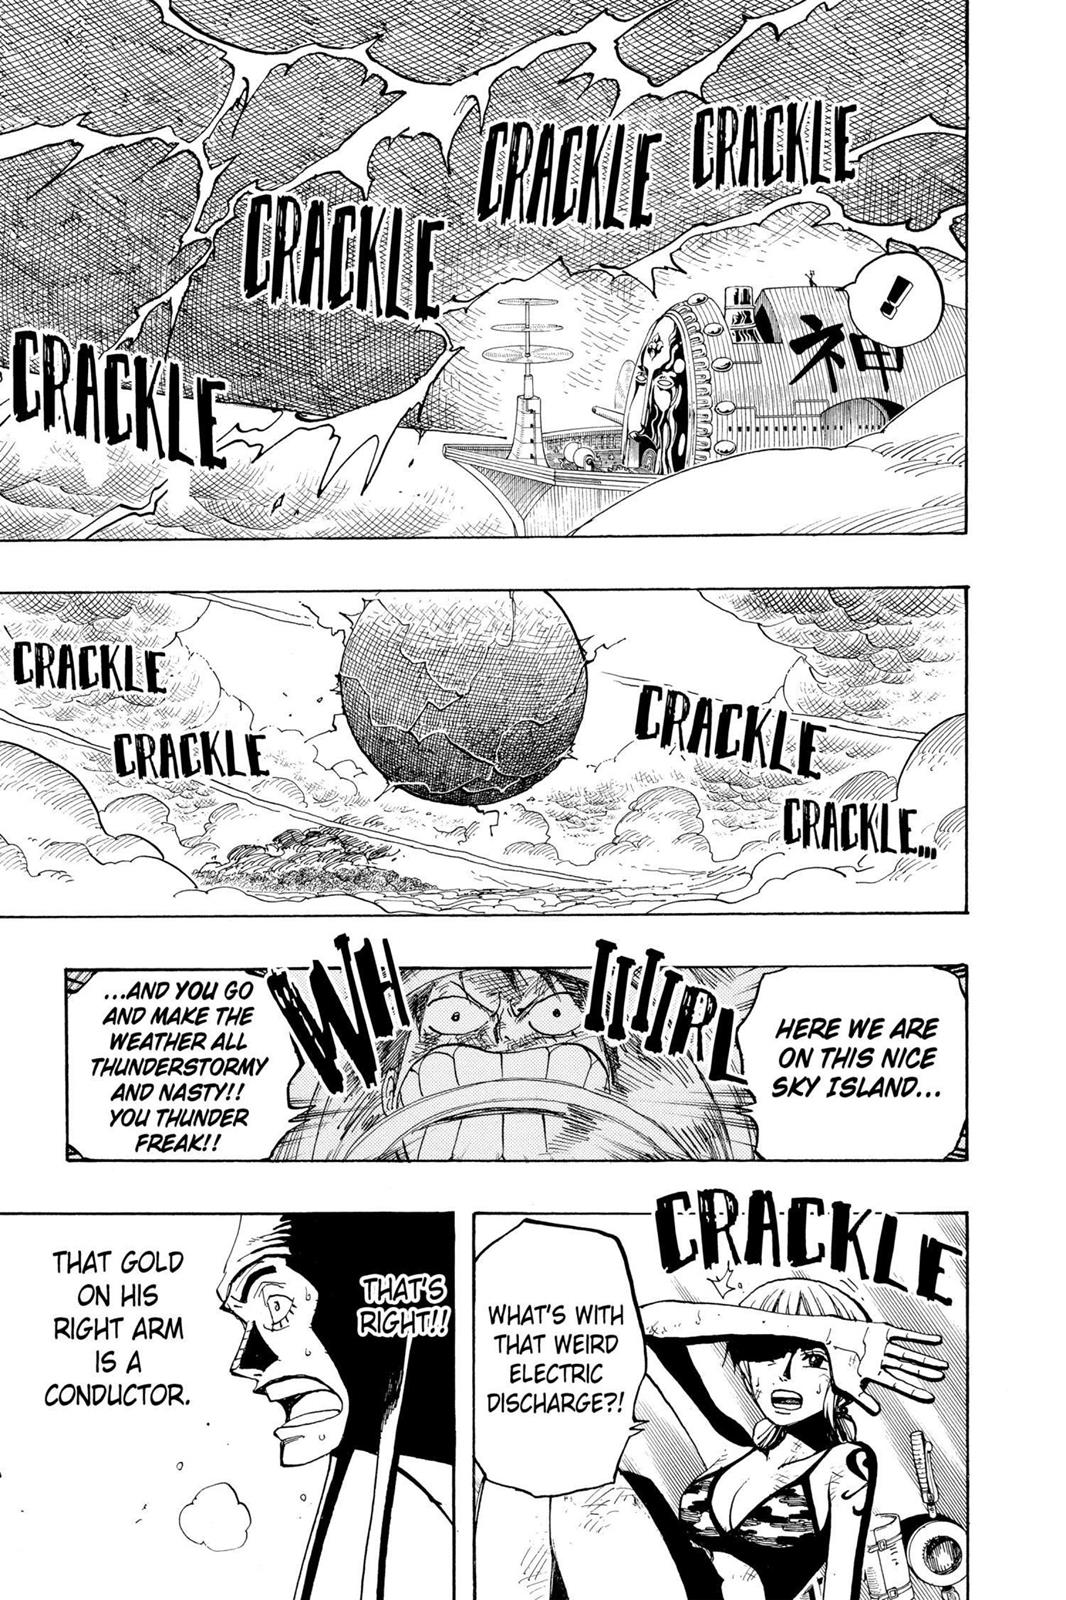 CRACKLE
CRACKLE
CRACKLE
CRACKLE
!
神
CRACKLE
CRACKLE
CRACKLE
CRACKLE...
HERE WE ARE
ON THIS NICE
SKY ISLAND...
WHIIIIRL
...AND YOU GO
AND MAKE THE
WEATHER ALL
THUNDERSTORMY
AND NASTY!!
YOU THUNDER
FREAK!!
CRACKLE
WHAT'S WITH
THAT WEIRD
ELECTRIC
DISCHARGE?!
THAT'S
RIGHT!!
THAT GOLD
ON HIS
RIGHT ARM
IS A
CONDUCTOR.